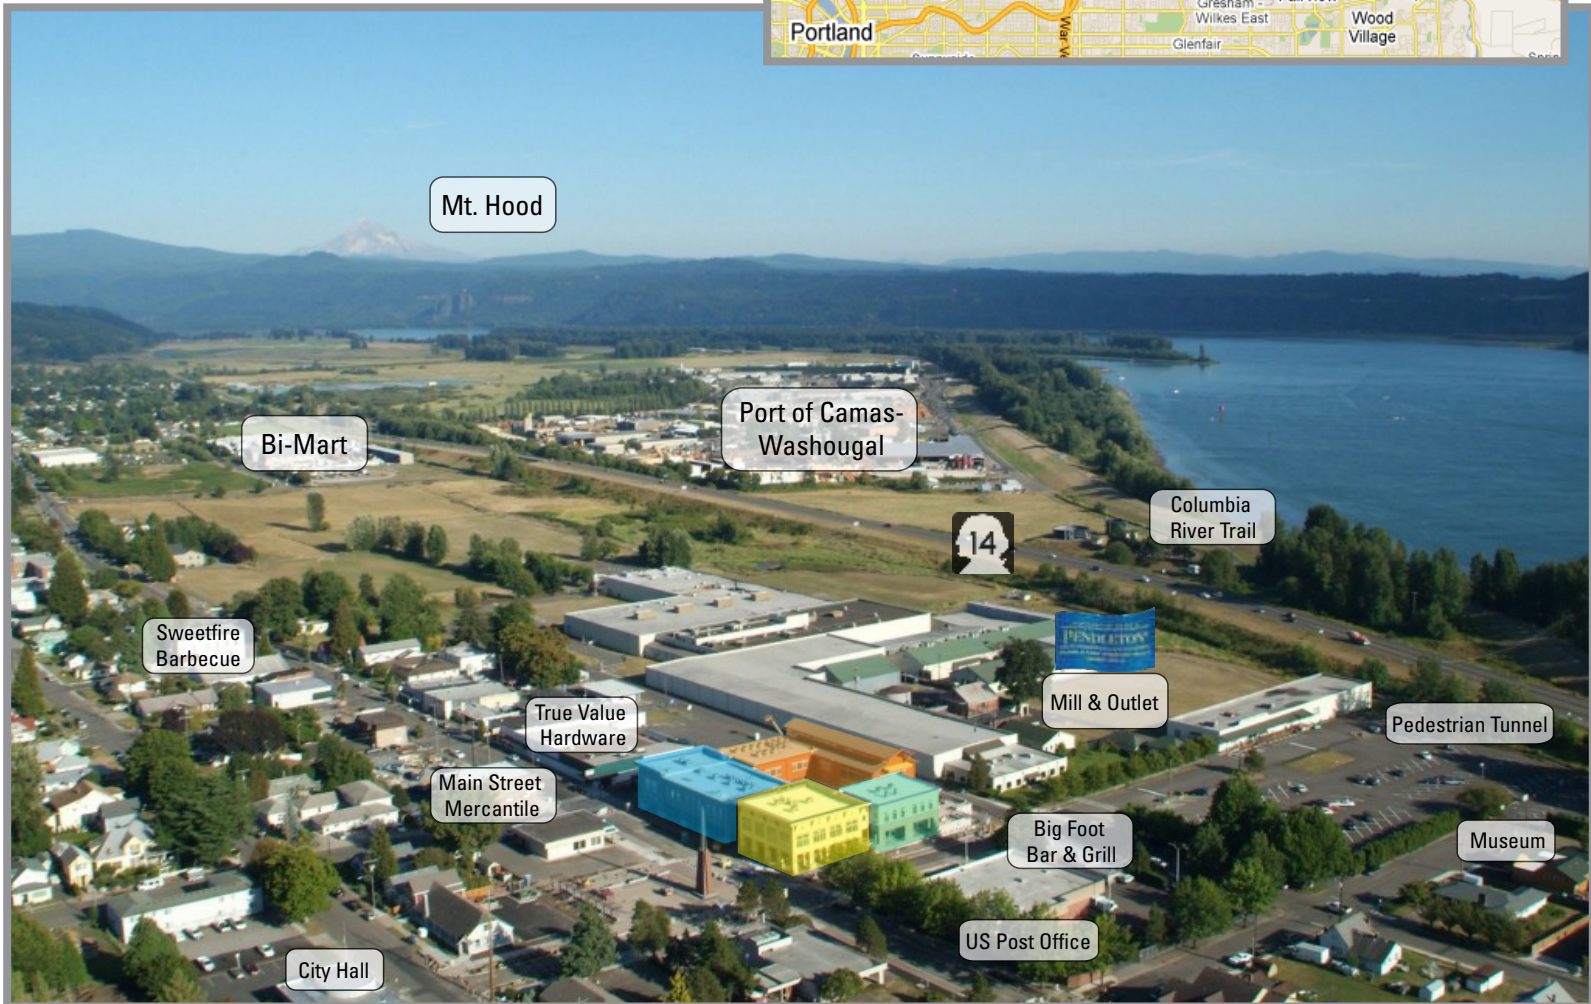 Gresham -
Wilkes East
Portland
Wood
Village
Glenfair
Mt. Hood
Port of Camas-
Washougal
Bi-Mart
Columbia
River Trail
14
Sweetfire
Barbecue
PENDLETON
Mill & Outlet
True Value
Hardware
Pedestrian Tunnel
Main Street
Mercantile
Big Foot
Bar & Grill
Museum
US Post Office
City Hall